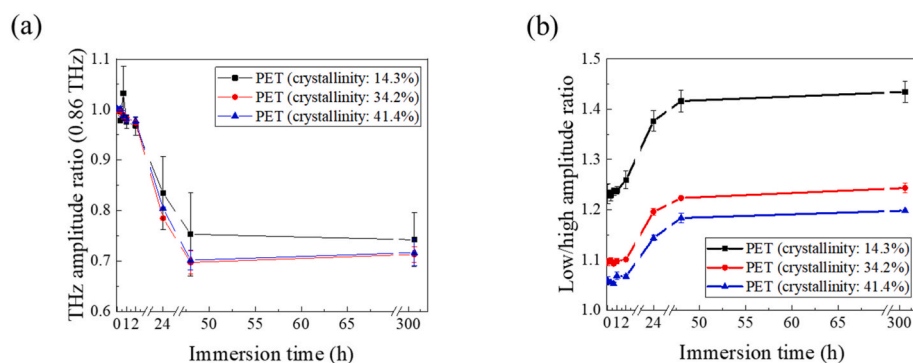 (a)
THz amplitude ratio (0.86 THz)
1.1
1.0
0.9
0.8
0.7
0.6
PET (crystallinity: 14.3%)
PET (crystallinity: 34.2%)
PET (crystallinity: 41.4%)
0 12 24 50 60 65 300
Immersion time (h)
(b)
Low/high amplitude ratio
1.5
1.4
1.3
1.2
1.1
1.0
PET (crystallinity: 14.3%)
PET (crystallinity: 34.2%)
PET (crystallinity: 41.4%)
0 12 24 50 60 65 300
Immersion time (h)